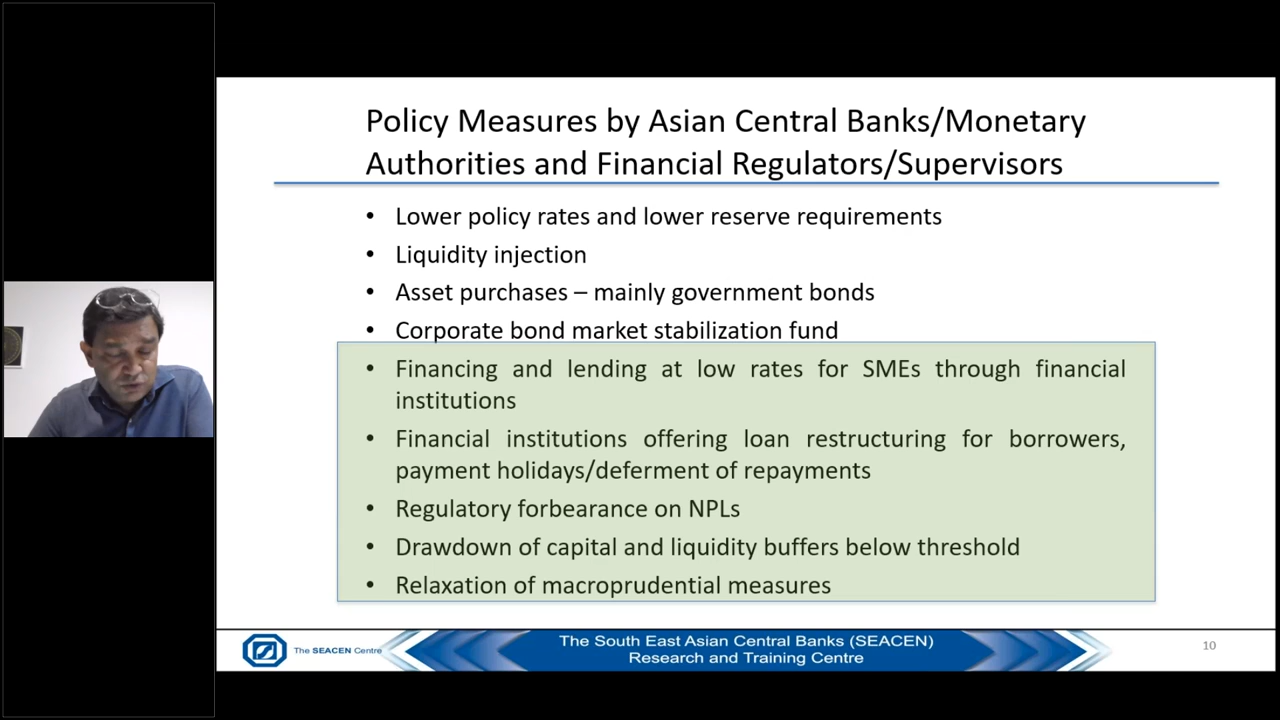 Policy Measures by Asian Central Banks/Monetary
Authorities and Financial Regulators/Supervisors
• Lower policy rates and lower reserve requirements
• Liquidity injection
• Asset purchases – mainly government bonds
• Corporate bond market stabilization fund
• Financing and lending at low rates for SMEs through financial
institutions
• Financial institutions offering loan restructuring for borrowers,
payment holidays/deferment of repayments
• Regulatory forbearance on NPLs
• Drawdown of capital and liquidity buffers below threshold
• Relaxation of macroprudential measures
The SEACEN Centre
The South East Asian Central Banks (SEACEN)
Research and Training Centre
10